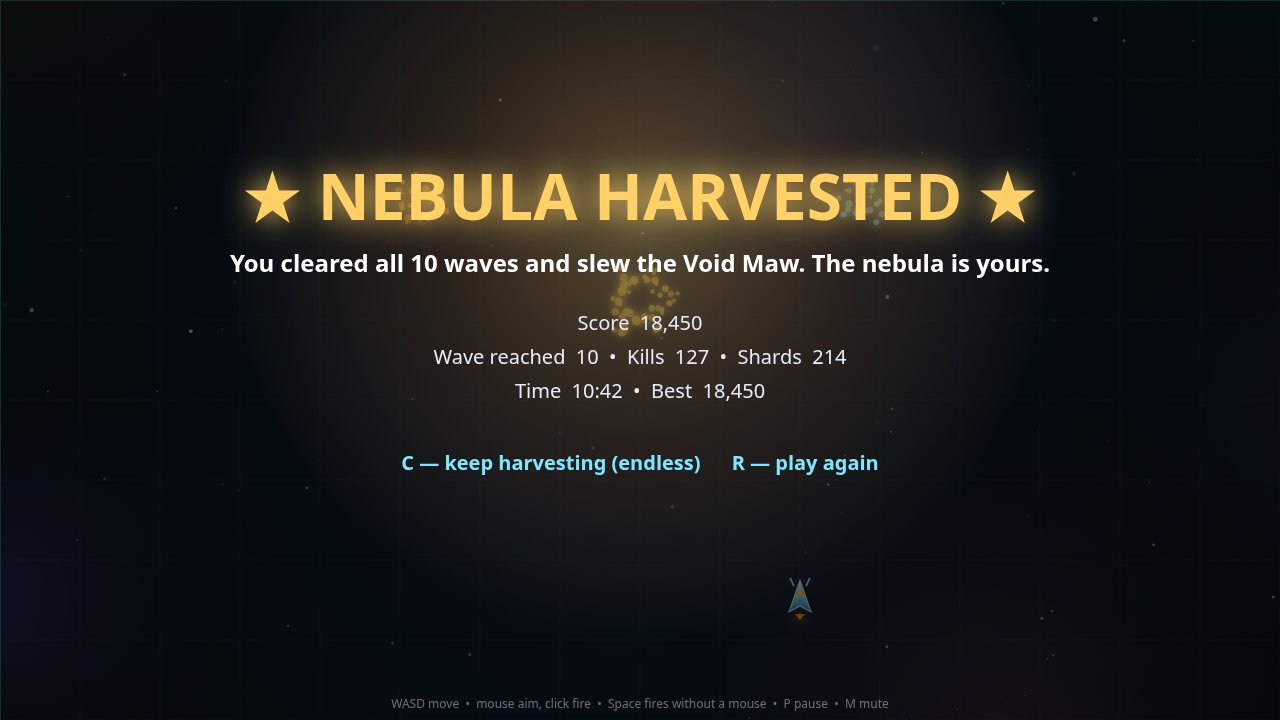 ★ NEBULA HARVESTED ★
You cleared all 10 waves and slew the Void Maw. The nebula is yours.
Score 18,450
Wave reached 10 • Kills 127 • Shards 214
Time 10:42 • Best 18,450
C — keep harvesting (endless) R — play again
WASD move • mouse aim, click fire • Space fires without a mouse • P pause • M mute